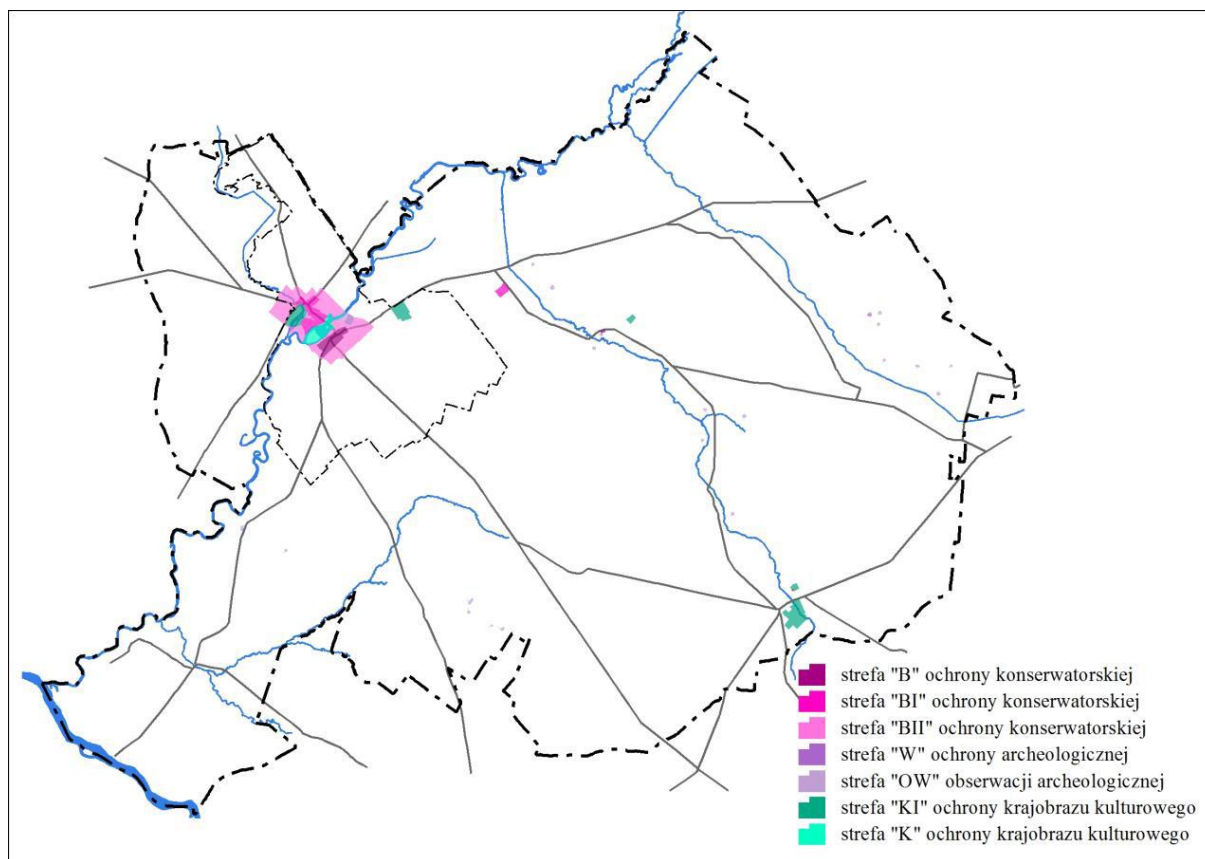 strefa "B" ochrony konserwatorskiej
strefa "BI" ochrony konserwatorskiej
strefa "BII" ochrony konserwatorskiej
strefa "W" ochrony archeologicznej
strefa "OW" obserwacji archeologicznej
strefa "KI" ochrony krajobrazu kulturowego
strefa "K" ochrony krajobrazu kulturowego